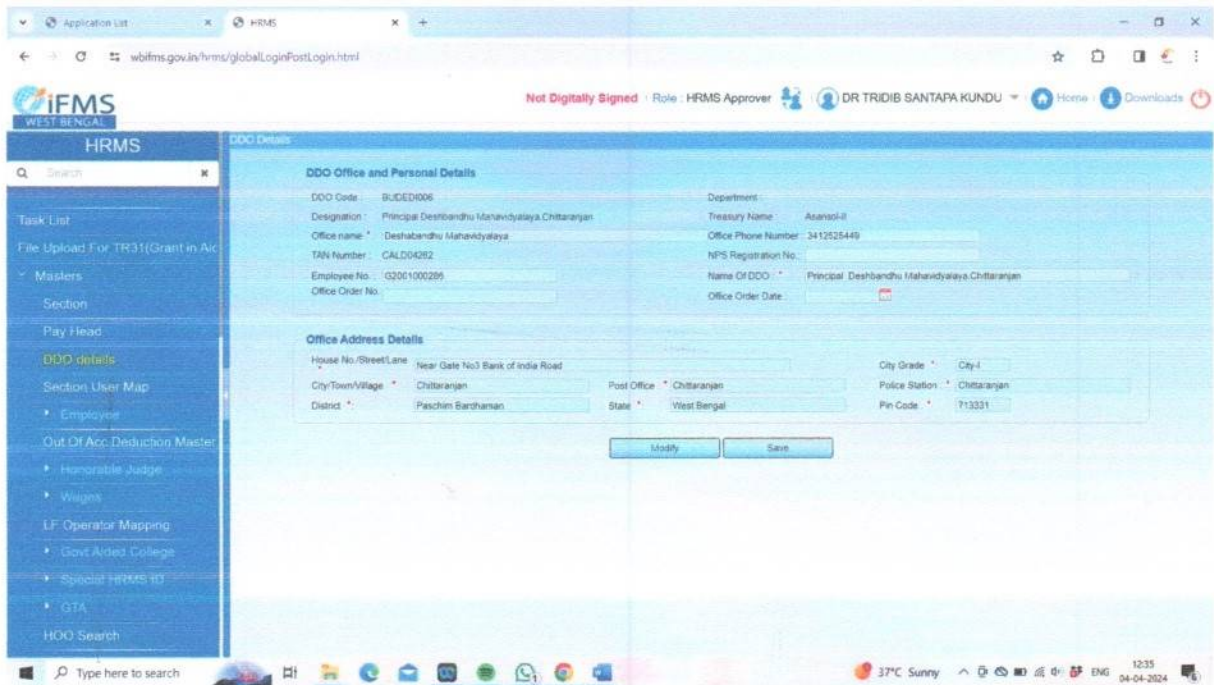 Application List
HRMS
wbifms.gov.in/hrms/globalLoginPostLogin.html
iFMS
WEST BENGAL
Not Digitally Signed Role : HRMS Approver DR TRIDIB SANTAPA KUNDU Home Downloads
HRMS
Search
Task List
File Upload For TR31(Grant in Aid
Masters
Section
Pay Head
DDO details
Section User Map
Employee
Out Of Acc Deduction Master
Honorable Judge
Wages
LF Operator Mapping
Govt Aided College
Special HRMS ID
GTA
HOO Search
DDO Details
DDO Office and Personal Details
DDO Code : BUDEDI006 Department :
Designation : Principal Deshbandhu Mahavidyalaya,Chittaranjan Treasury Name Asansol-II
Office name * Deshabandhu Mahavidyalaya Office Phone Number : 3412525449
TAN Number : CALD04262 NPS Registration No.:
Employee No. : G2001000286 Name Of DDO : * Principal Deshbandhu Mahavidyalaya,Chittaranjan
Office Order No. Office Order Date :
Office Address Details
House No./Street/Lane * Near Gate No3 Bank of India Road City Grade * City-I
City/Town/Village * Chittaranjan Post Office * Chittaranjan Police Station : * Chittaranjan
District * : Paschim Bardhaman State * West Bengal Pin Code : * 713331
Modify Save
Type here to search
37°C Sunny ENG 12:35
04-04-2024